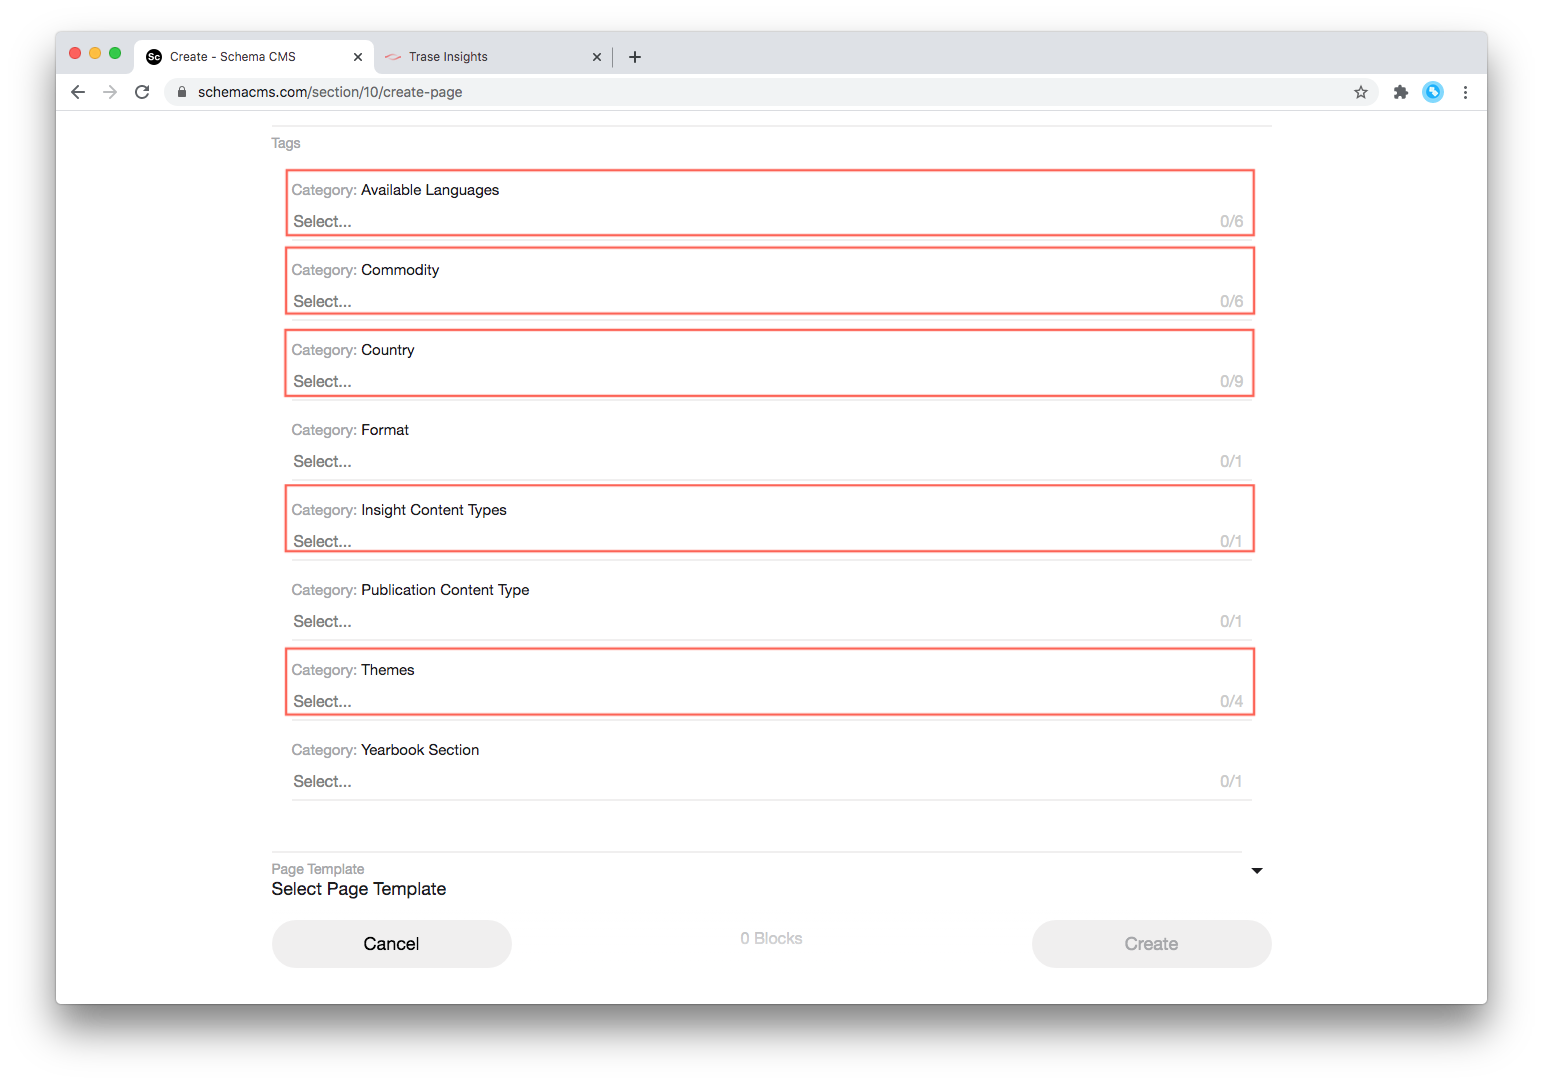 Sc Create - Schema CMS
Trase Insights
schemacms.com/section/10/create-page
Tags
Category: Available Languages
Select... 0/6
Category: Commodity
Select... 0/6
Category: Country
Select... 0/9
Category: Format
Select... 0/1
Category: Insight Content Types
Select... 0/1
Category: Publication Content Type
Select... 0/1
Category: Themes
Select... 0/4
Category: Yearbook Section
Select... 0/1
Page Template
Select Page Template
Cancel 0 Blocks Create